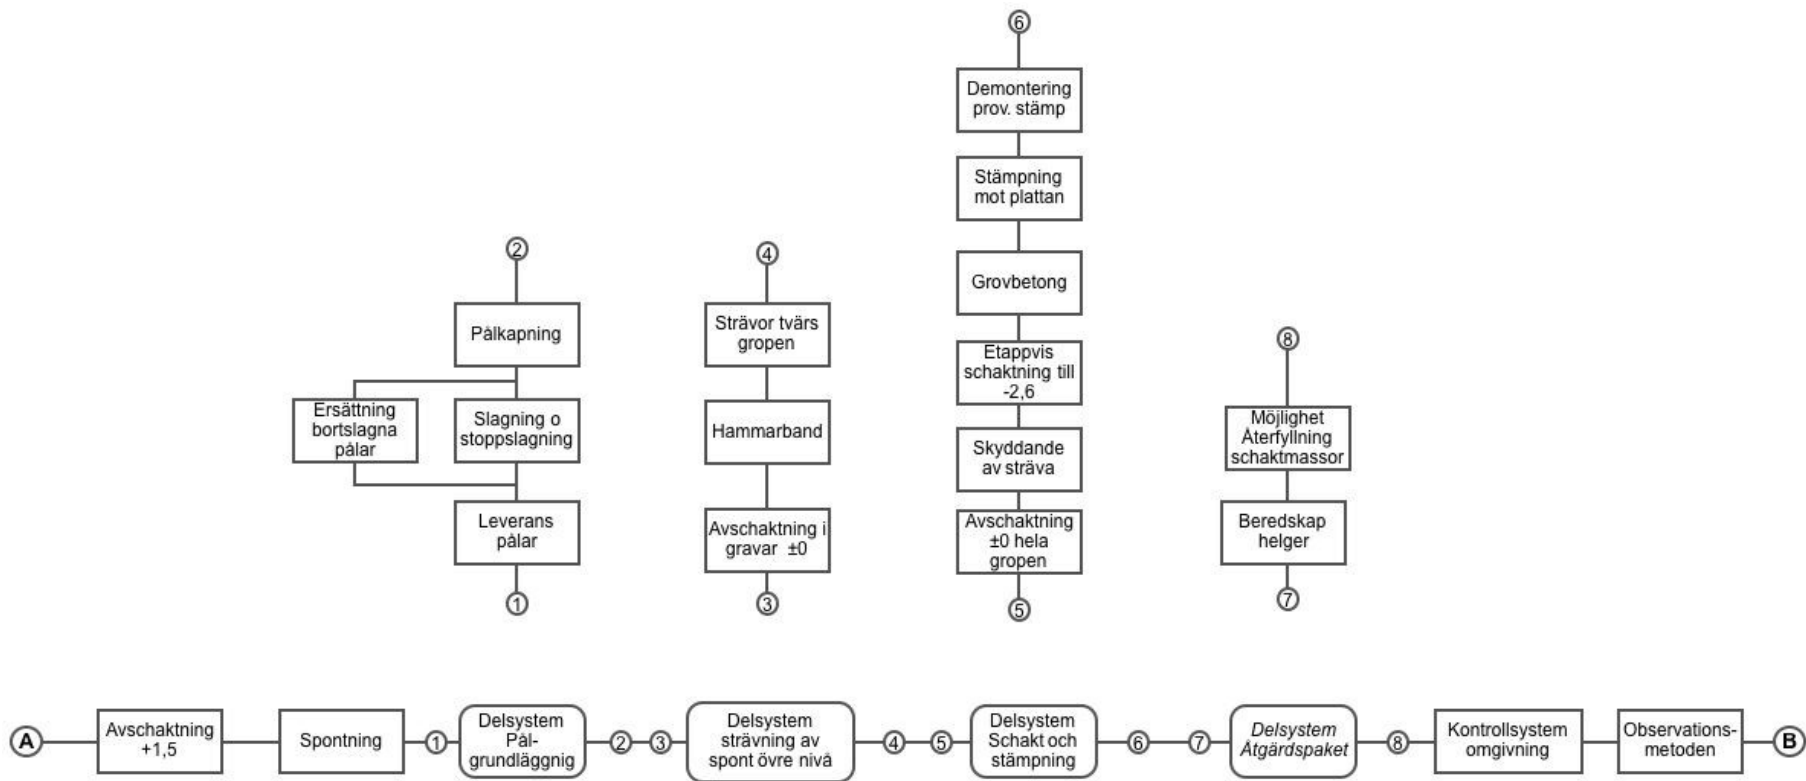 6
Demontering
prov. stämp
Stämpning
mot plattan
2
4
Grovbetong
Pålkapning
Strävor tvärs
gropen
8
Etappvis
schaktning till
-2,6
Ersättning
bortslagna
pålar
Slagning o
stoppslagning
Hammarband
Skyddande
av sträva
Möjlighet
Återfyllning
schaktmassor
Leverans
pålar
Avschaktning i
gravar ±0
Avschaktning
±0 hela
gropen
Beredskap
helger
1
3
5
7
A
Avschaktning
+1,5
Spontning
1
Delsystem
Pål-
grundläggnig
2
3
Delsystem
strävning av
spont övre nivå
4
5
Delsystem
Schakt och
stämpning
6
7
Delsystem
Åtgärdspaket
8
Kontrollsystem
omgivning
Observations-
metoden
B